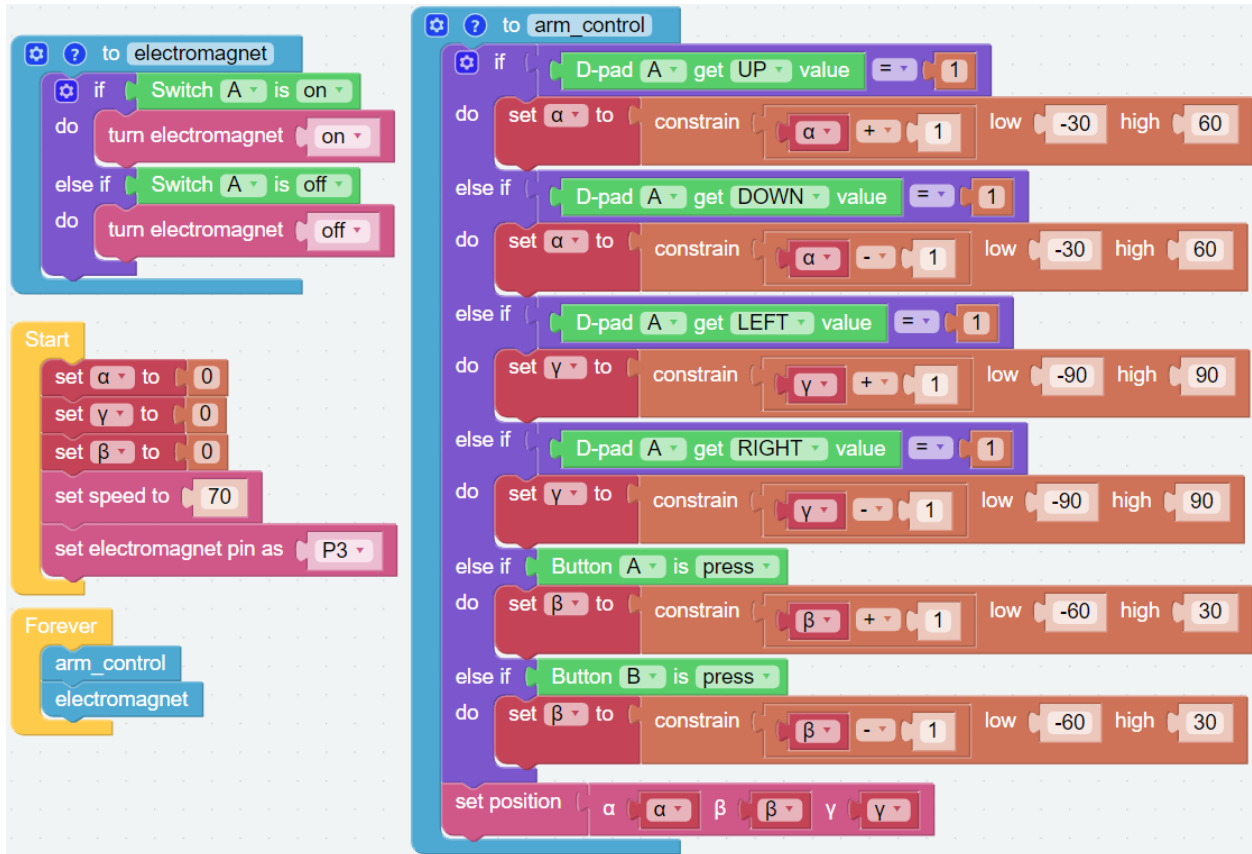 ? to electromagnet
if Switch A is on
do turn electromagnet on
else if Switch A is off
do turn electromagnet off
Start
set α to 0
set γ to 0
set β to 0
set speed to 70
set electromagnet pin as P3
Forever
arm_control
electromagnet
? to arm_control
if D-pad A get UP value = 1
do set α to constrain α + 1 low -30 high 60
else if D-pad A get DOWN value = 1
do set α to constrain α - 1 low -30 high 60
else if D-pad A get LEFT value = 1
do set γ to constrain γ + 1 low -90 high 90
else if D-pad A get RIGHT value = 1
do set γ to constrain γ - 1 low -90 high 90
else if Button A is press
do set β to constrain β + 1 low -60 high 30
else if Button B is press
do set β to constrain β - 1 low -60 high 30
set position α α β β γ γ